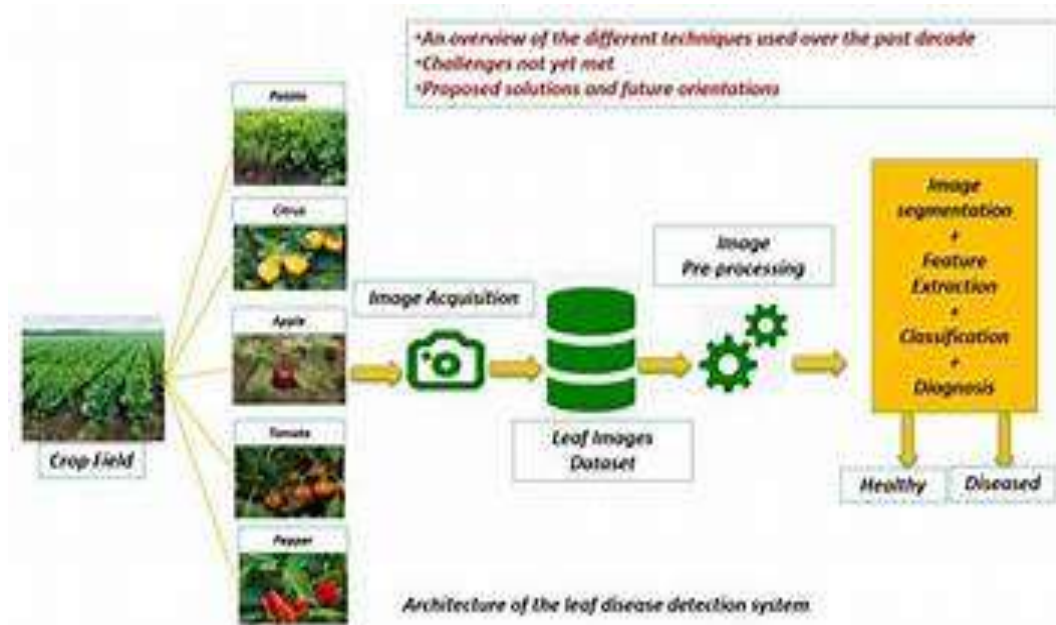 •An overview of the different techniques used over the past decade
•Challenges not yet met
•Proposed solutions and future orientations
Potato
Citrus
Apple
Tomato
Pepper
Crop Field
Image Acquisition
Leaf Images
Dataset
Image
Pre-processing
Image
segmentation
+
Feature
Extraction
+
Classification
+
Diagnosis
Healthy
Diseased
Architecture of the leaf disease detection system